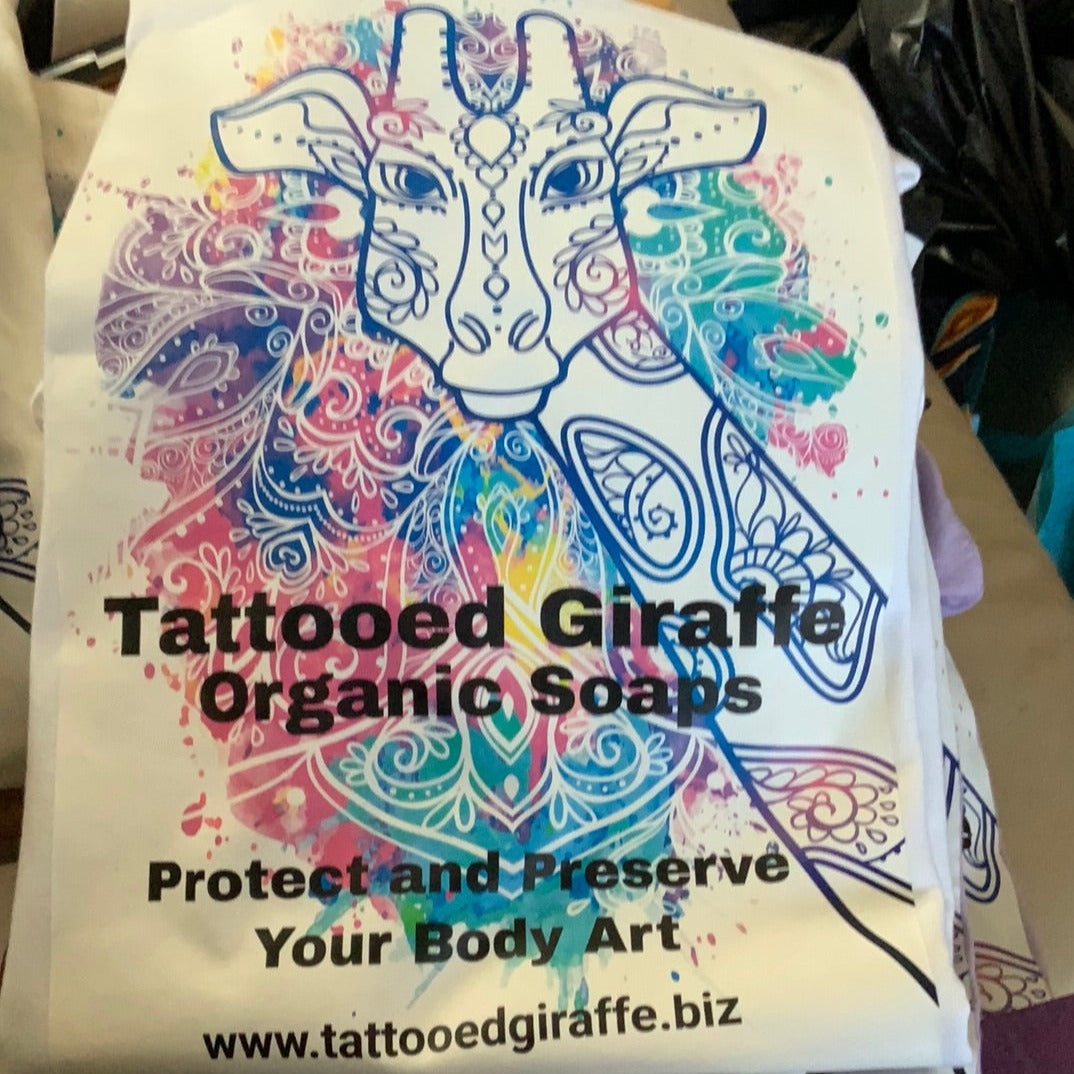 Tattooed Giraffe
Organic Soaps
Protect and Preserve
Your Body Art
www.tattooedgiraffe.biz